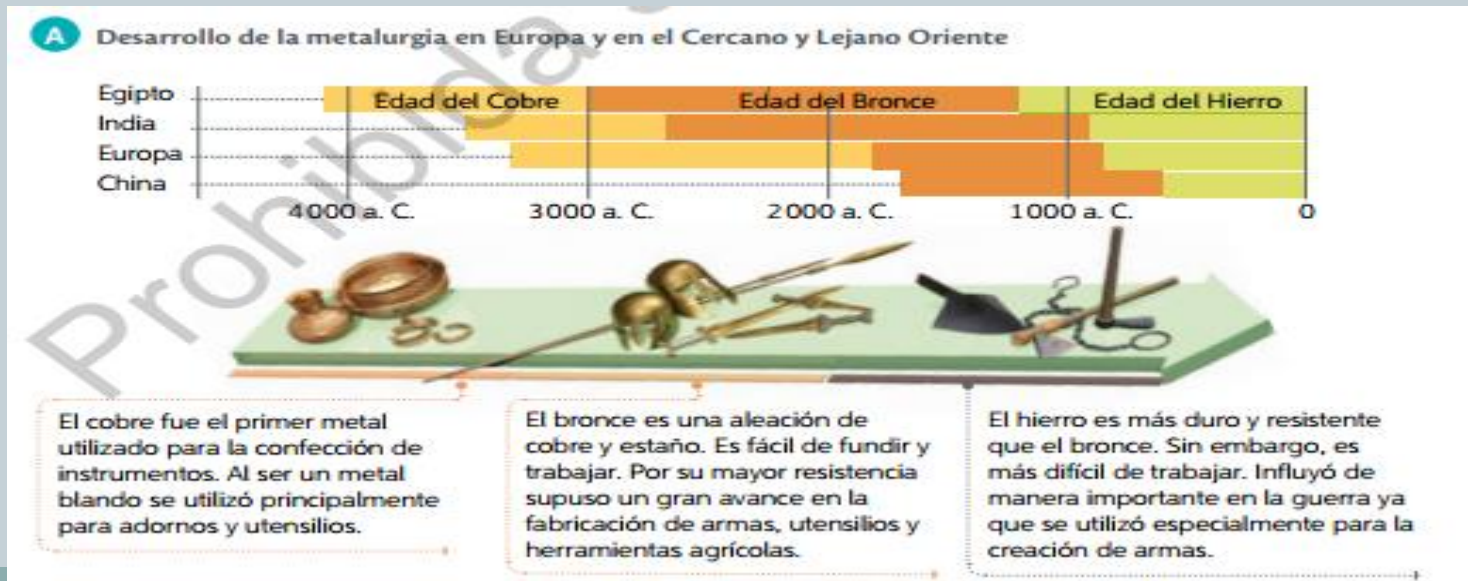 A Desarrollo de la metalurgia en Europa y en el Cercano y Lejano Oriente
Egipto
Edad del Cobre
Edad del Bronce
Edad del Hierro
India
Europa
China
4000 a. C.
3000 a. C.
2000 a. C.
1000 a. C.
0
Prohibida
El cobre fue el primer metal
utilizado para la confección de
instrumentos. Al ser un metal
blando se utilizó principalmente
para adornos y utensilios.
El bronce es una aleación de
cobre y estaño. Es fácil de fundir y
trabajar. Por su mayor resistencia
supuso un gran avance en la
fabricación de armas, utensilios y
herramientas agrícolas.
El hierro es más duro y resistente
que el bronce. Sin embargo, es
más difícil de trabajar. Influyó de
manera importante en la guerra ya
que se utilizó especialmente para la
creación de armas.